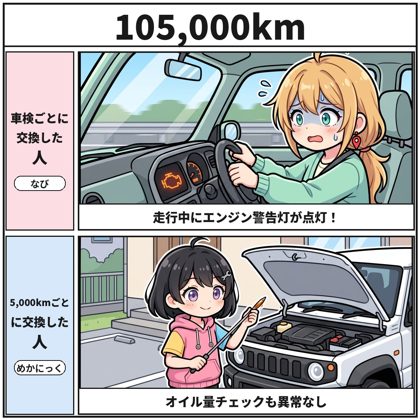 105,000km
車検ごとに
交換した
人
なび
走行中にエンジン警告灯が点灯！
5,000kmごと
に交換した
人
めかにっく
オイル量チェックも異常なし